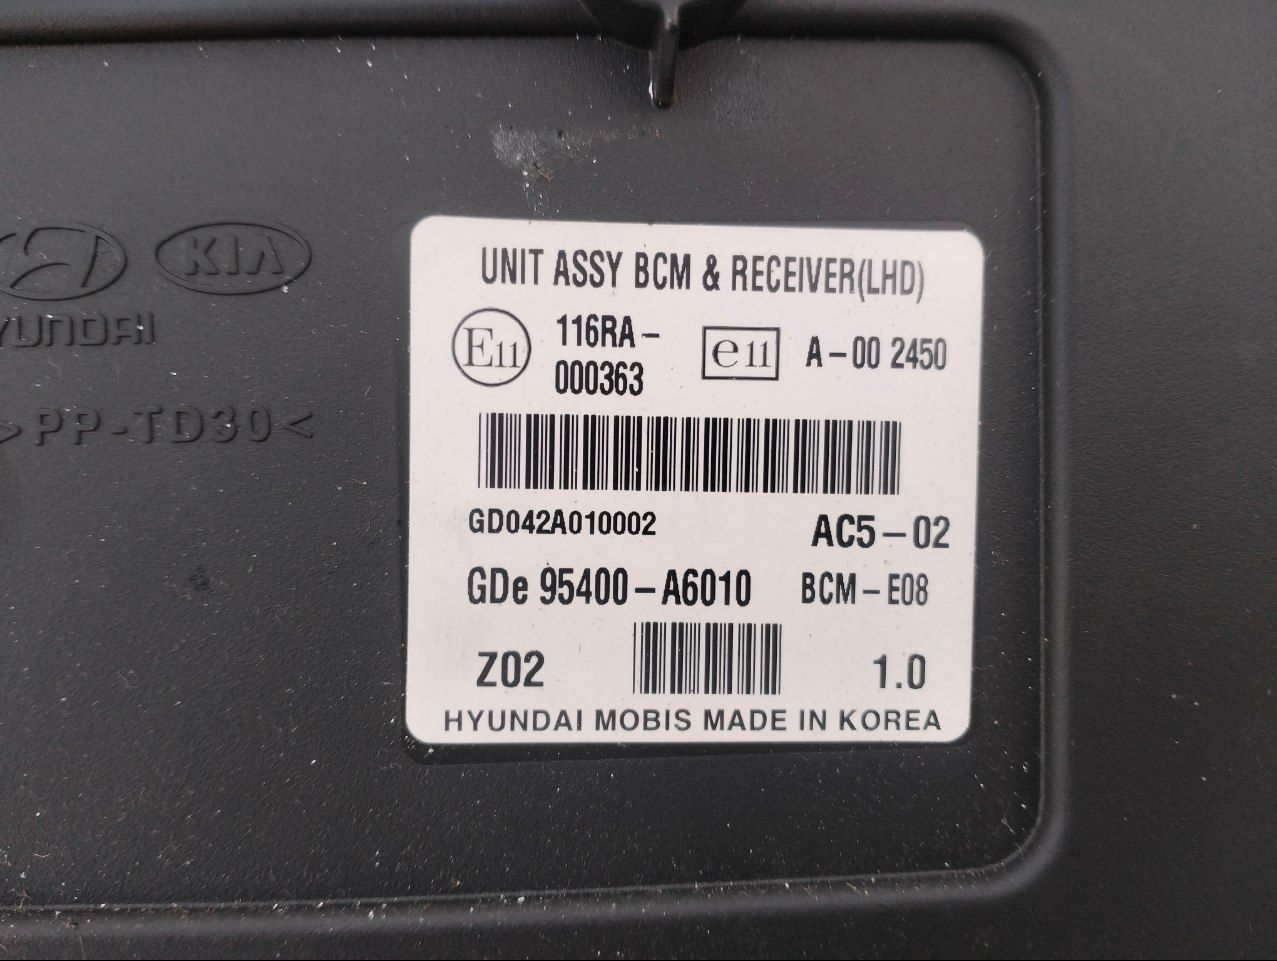 UNIT ASSY BCM & RECEIVER(LHD)
E11 116RA-
000363
e11 A-00 2450
GD042A010002 AC5-02
GDe 95400-A6010 BCM-E08
Z02 1.0
HYUNDAI MOBIS MADE IN KOREA
KIA
YUNDAI
>PP-TD30<